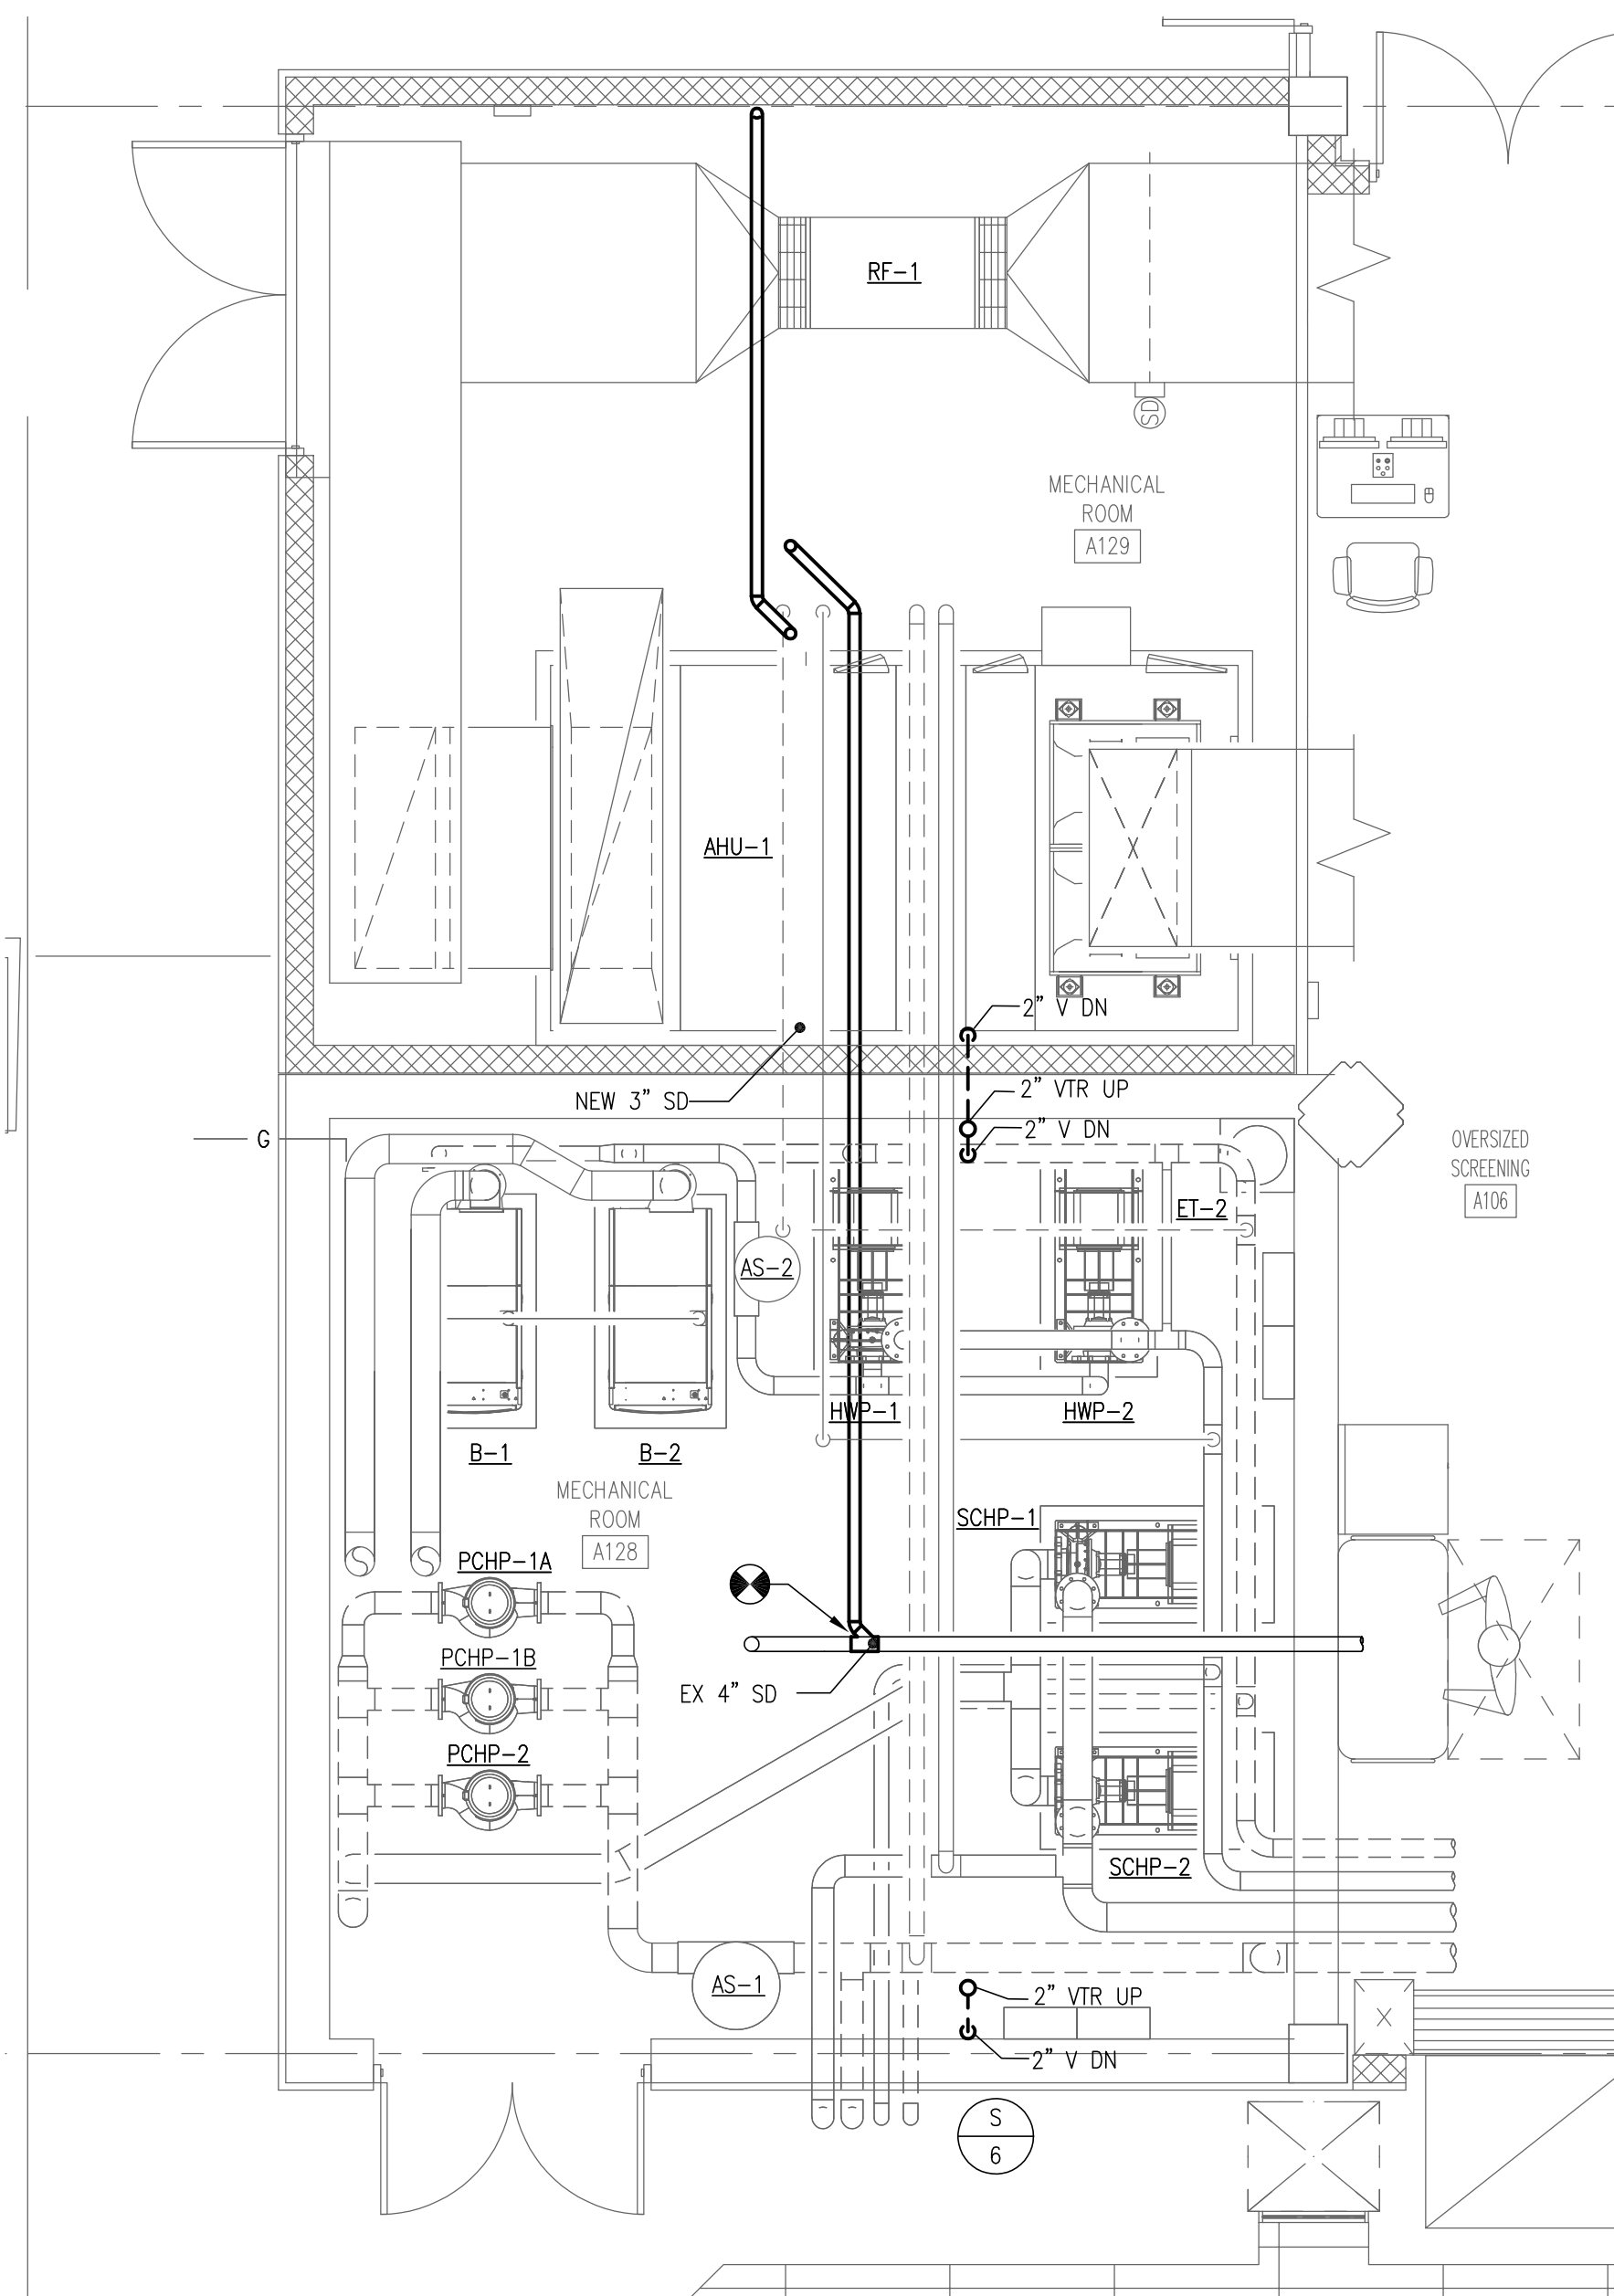 RF-1
SD
MECHANICAL
ROOM
A129
AHU-1
2" V DN
NEW 3" SD
2" VTR UP
2" V DN
G
OVERSIZED
SCREENING
A106
ET-2
AS-2
HWP-1
HWP-2
B-1
B-2
MECHANICAL
ROOM
A128
SCHP-1
PCHP-1A
PCHP-1B
EX 4" SD
PCHP-2
SCHP-2
AS-1
2" VTR UP
X
2" V DN
S
6